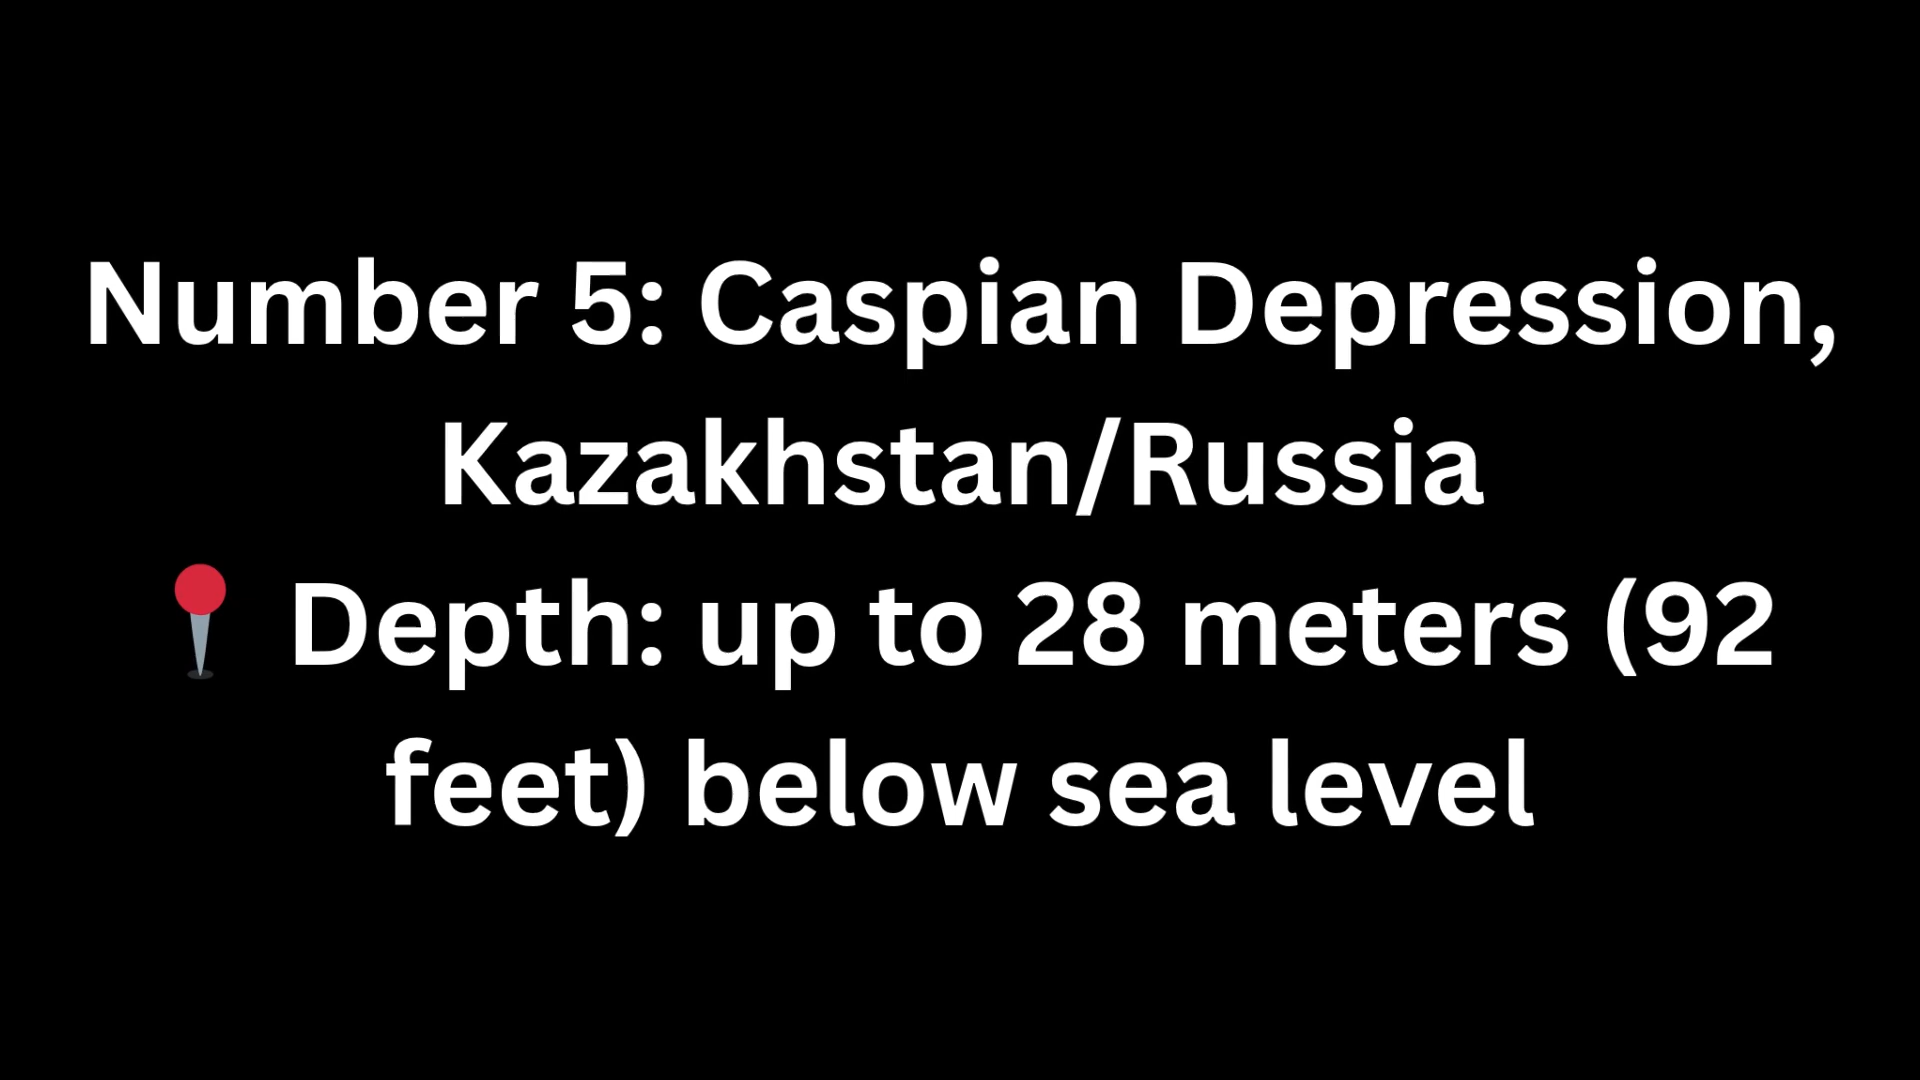 Number 5: Caspian Depression,
Kazakhstan/Russia
📍 Depth: up to 28 meters (92
feet) below sea level